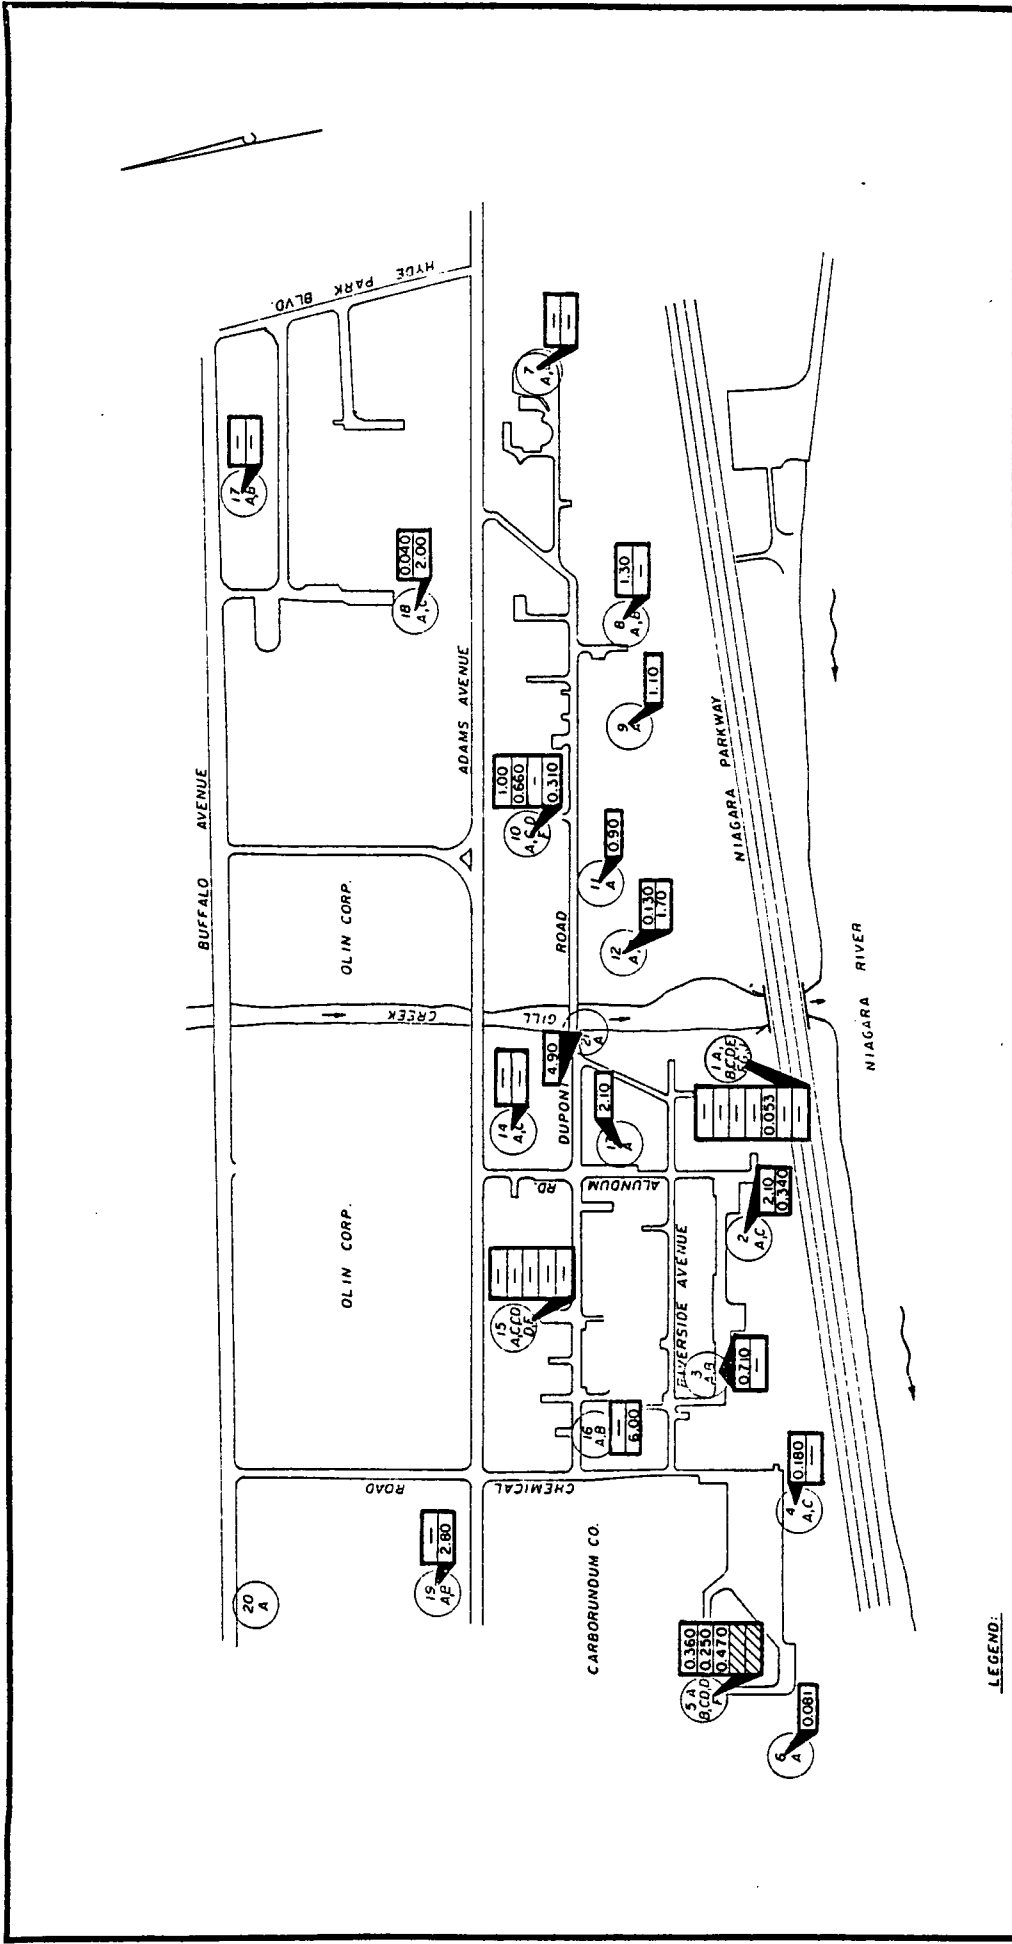 HYDE PARK BLVD.
BUFFALO AVENUE
ADAMS AVENUE
17
A,B
—
—
18
A,C
0.040
2.00
7
A,
—
—
8
A,B
1.30
—
9
A
1.10
10
A,C,D
E
1.00
0.660
—
0.310
11
A
0.90
12
A,
0.130
1.70
NIAGARA PARKWAY
NIAGARA RIVER
OLIN CORP.
GILL CREEK
OLIN CORP.
DUPONT ROAD
21
A
4.90
14
A,C
—
—
A
2.10
1 A,
B,C,D,E
F,G,
—
—
—
—
0.053
—
—
ALUNDUM RD.
2
A,C
2.10
0.340
15
A,C,C,D
D,E
—
—
—
—
—
RIVERSIDE AVENUE
3
A,B
0.710
—
16
A,B
—
6.00
CHEMICAL ROAD
4
A,C
0.180
—
19
A,B
—
2.80
20
A
CARBORUNDUM CO.
5 A
B,C,D,D
F
0.360
0.250
0.470
6
A
0.081
LEGEND: